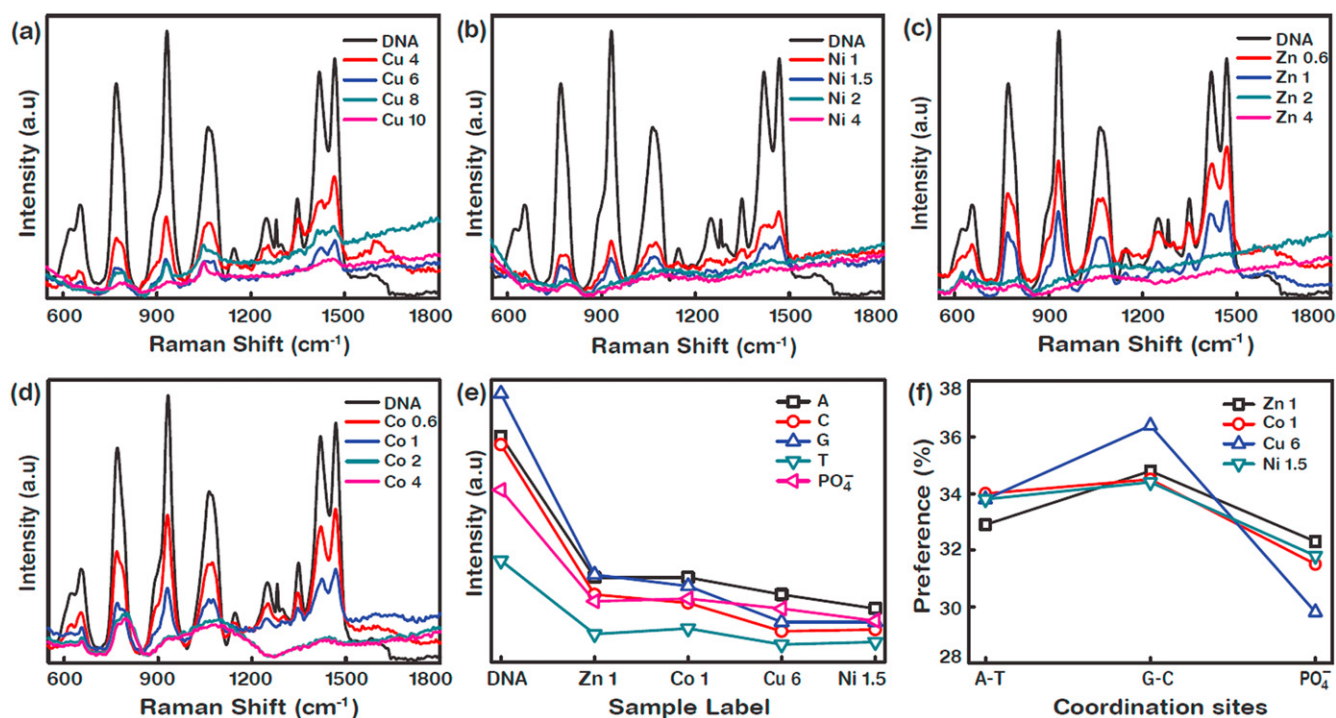 (a)
DNA
Cu 4
Cu 6
Cu 8
Cu 10
Intensity (a.u)
600 900 1200 1500 1800
Raman Shift (cm⁻¹)
(b)
DNA
Ni 1
Ni 1.5
Ni 2
Ni 4
Intensity (a.u)
600 900 1200 1500 1800
Raman Shift (cm⁻¹)
(c)
DNA
Zn 0.6
Zn 1
Zn 2
Zn 4
Intensity (a.u)
600 900 1200 1500 1800
Raman Shift (cm⁻¹)
(d)
DNA
Co 0.6
Co 1
Co 2
Co 4
Intensity (a.u)
600 900 1200 1500 1800
Raman Shift (cm⁻¹)
(e)
A
C
G
T
PO₄⁻
Intensity (a.u)
DNA Zn 1 Co 1 Cu 6 Ni 1.5
Sample Label
(f)
Zn 1
Co 1
Cu 6
Ni 1.5
Preference (%)
38
36
34
32
30
28
A-T G-C PO₄⁻
Coordination sites